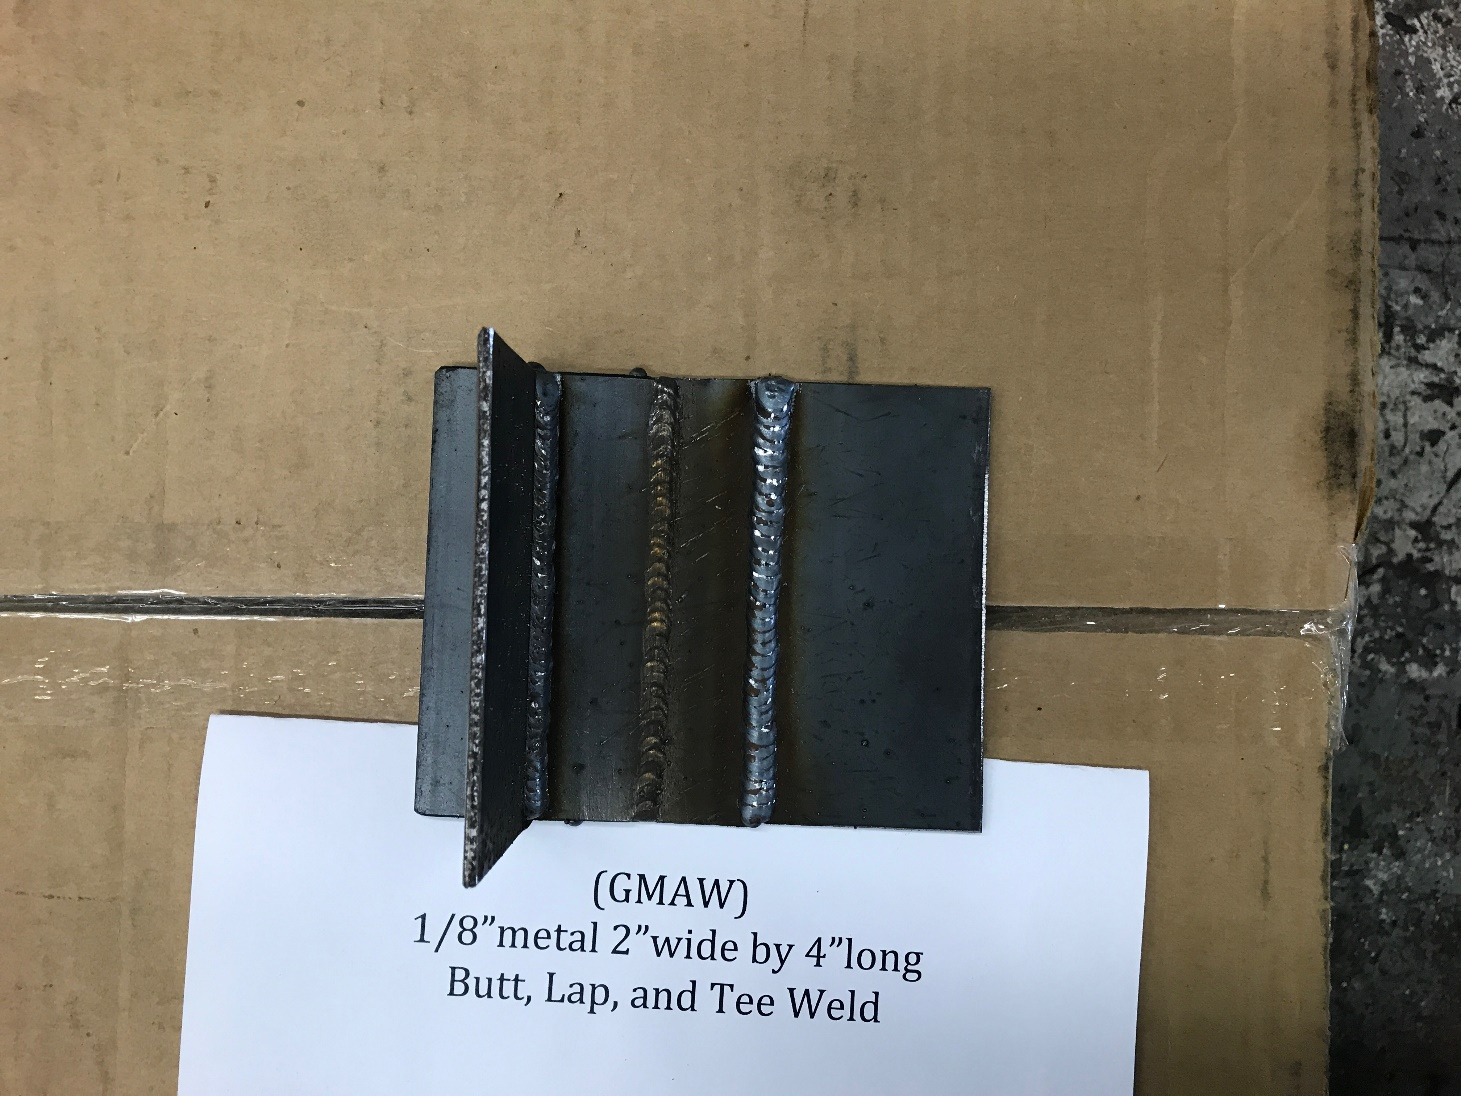 (GMAW)
1/8”metal 2”wide by 4”long
Butt, Lap, and Tee Weld